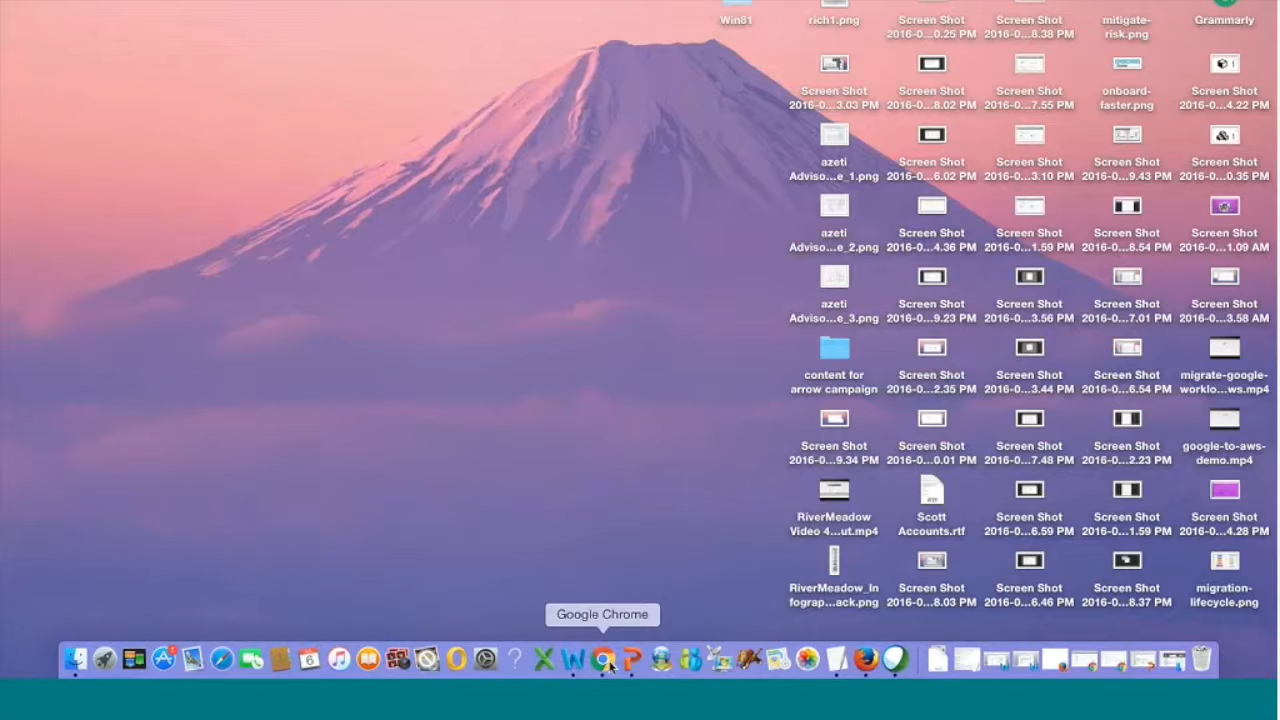 Win81
rich1.png
Screen Shot
2016-0...0.25 PM
Screen Shot
2016-0...8.38 PM
mitigate-
risk.png
Grammarly
Screen Shot
2016-0...3.03 PM
Screen Shot
2016-0...8.02 PM
Screen Shot
2016-0...7.55 PM
onboard-
faster.png
Screen Shot
2016-0...4.22 PM
azeti
Adviso...e_1.png
Screen Shot
2016-0...6.02 PM
Screen Shot
2016-0...3.10 PM
Screen Shot
2016-0...9.43 PM
Screen Shot
2016-0...0.35 PM
azeti
Adviso...e_2.png
Screen Shot
2016-0...4.36 PM
Screen Shot
2016-0...1.59 PM
Screen Shot
2016-0...8.54 PM
Screen Shot
2016-0...1.09 AM
azeti
Adviso...e_3.png
Screen Shot
2016-0...9.23 PM
Screen Shot
2016-0...3.56 PM
Screen Shot
2016-0...7.01 PM
Screen Shot
2016-0...3.58 AM
content for
arrow campaign
Screen Shot
2016-0...2.35 PM
Screen Shot
2016-0...3.44 PM
Screen Shot
2016-0...6.54 PM
migrate-google-
worklo...ws.mp4
Screen Shot
2016-0...9.34 PM
Screen Shot
2016-0...0.01 PM
Screen Shot
2016-0...7.48 PM
Screen Shot
2016-0...2.23 PM
google-to-aws-
demo.mp4
RiverMeadow
Video 4...ut.mp4
Scott
Accounts.rtf
Screen Shot
2016-0...6.59 PM
Screen Shot
2016-0...1.59 PM
Screen Shot
2016-0...4.28 PM
RiverMeadow_In
fograp...ack.png
Screen Shot
2016-0...8.03 PM
Screen Shot
2016-0...6.46 PM
Screen Shot
2016-0...8.37 PM
migration-
lifecycle.png
Google Chrome
6